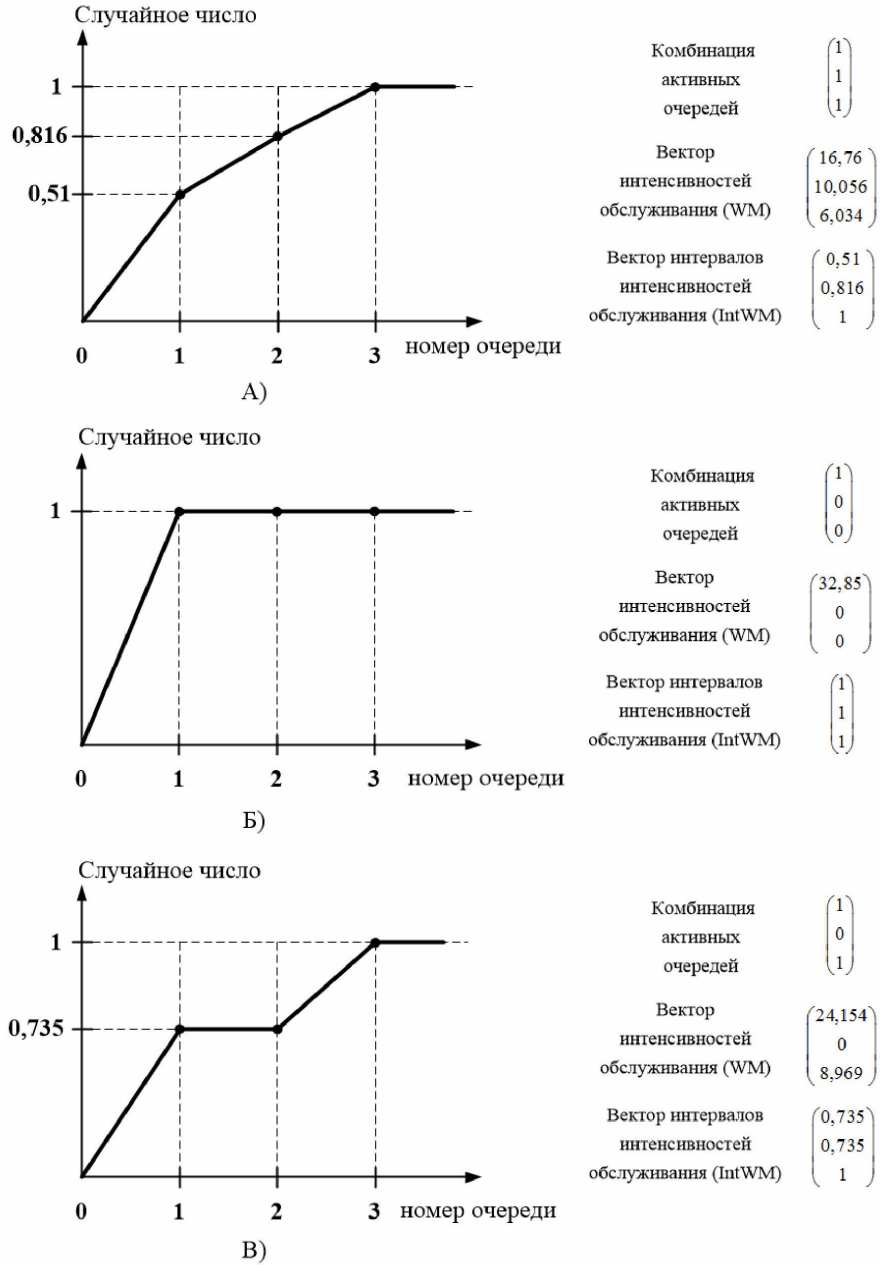 Случайное число
1
0,816
0,51
0 1 2 3 номер очереди
А)
Комбинация
активных
очередей
1
1
1
Вектор
интенсивностей
обслуживания (WM)
16,76
10,056
6,034
Вектор интервалов
интенсивностей
обслуживания (IntWM)
0,51
0,816
1
Случайное число
1
0 1 2 3 номер очереди
Б)
Комбинация
активных
очередей
1
0
0
Вектор
интенсивностей
обслуживания (WM)
32,85
0
0
Вектор интервалов
интенсивностей
обслуживания (IntWM)
1
1
1
Случайное число
1
0,735
0 1 2 3 номер очереди
В)
Комбинация
активных
очередей
1
0
1
Вектор
интенсивностей
обслуживания (WM)
24,154
0
8,969
Вектор интервалов
интенсивностей
обслуживания (IntWM)
0,735
0,735
1